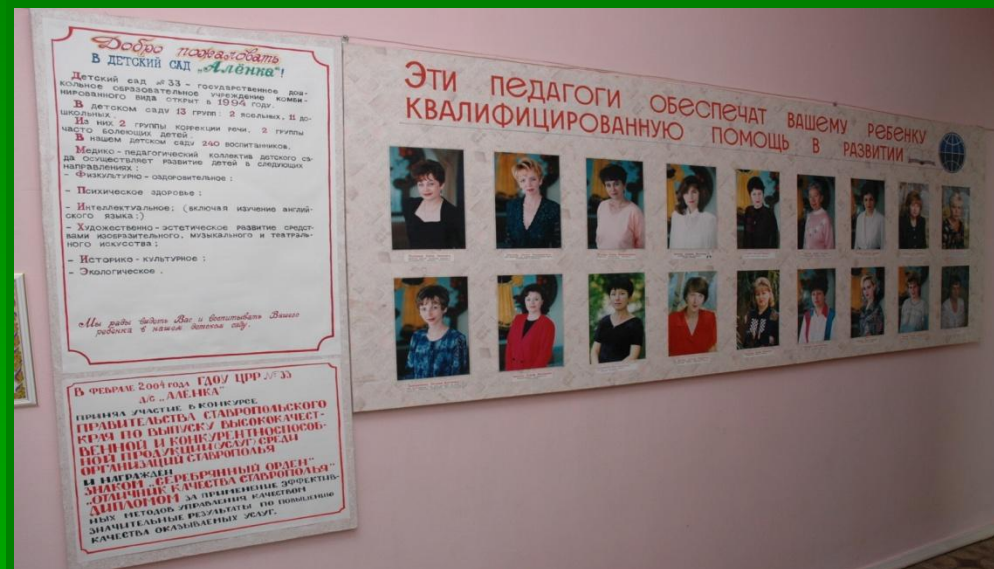 Добро пожаловать
В ДЕТСКИЙ САД „Алёнка"!
Детский сад №33 - государственное дош-
кольное образовательное учреждение комби-
нированного вида открыт в 1994 году.
В детском саду 13 групп: 2 ясельных, 11 до-
школьных.
Из них 2 группы коррекции речи, 2 группы
часто болеющих детей.
В нашем детском саду 240 воспитанников.
Медико-педагогический коллектив детского са-
да осуществляет развитие детей в следующих
направлениях:
- Физкультурно-оздоровительное;
- Психическое здоровье;
- Интеллектуальное; (включая изучение англий-
ского языка;)
- Художественно-эстетическое развитие средст-
вами изобразительного, музыкального и театраль-
ного искусства;
- Историко-культурное;
- Экологическое.
Мы рады видеть Вас и воспитывать Вашего
ребенка в нашем детском саду.
В ФЕВРАЛЕ 2004 ГОДА ГДОУ ЦРР №33
Д/С „АЛЁНКА"
ПРИНЯЛ УЧАСТИЕ В КОНКУРСЕ
ПРАВИТЕЛЬСТВА СТАВРОПОЛЬСКОГО
КРАЯ ПО ВЫПУСКУ ВЫСОКОКАЧЕСТ-
ВЕННОЙ И КОНКУРЕНТНОСПОСОБ-
НОЙ ПРОДУКЦИИ (УСЛУГ) СРЕДИ
ОРГАНИЗАЦИЙ СТАВРОПОЛЬЯ
И НАГРАЖДЕН
ЗНАКОМ „СЕРЕБРЯННЫЙ ОРДЕН"
„ОТЛИЧНИК КАЧЕСТВА СТАВРОПОЛЬЯ"
ДИПЛОМОМ ЗА ПРИМЕНЕНИЕ ЭФФЕКТИВ-
НЫХ МЕТОДОВ УПРАВЛЕНИЯ КАЧЕСТВОМ
ЗНАЧИТЕЛЬНЫЕ РЕЗУЛЬТАТЫ ПО ПОВЫШЕНИЮ
КАЧЕСТВА ОКАЗЫВАЕМЫХ УСЛУГ.
ЭТИ ПЕДАГОГИ ОБЕСПЕЧАТ ВАШЕМУ РЕБЕНКУ
КВАЛИФИЦИРОВАННУЮ ПОМОЩЬ В РАЗВИТИИ